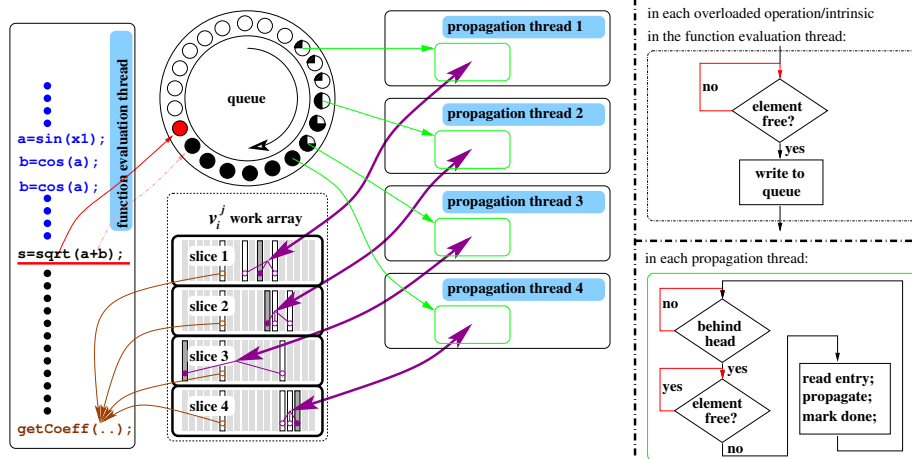 function evaluation thread
a=sin(x1);
b=cos(a);
b=cos(a);
s=sqrt(a+b);
getCoeff(..);
queue
v_i^j work array
slice 1
slice 2
slice 3
slice 4
propagation thread 1
propagation thread 2
propagation thread 3
propagation thread 4
in each overloaded operation/intrinsic
in the function evaluation thread:
no
element
free?
yes
write to
queue
in each propagation thread:
no
behind
head
yes
yes
element
free?
no
read entry;
propagate;
mark done;